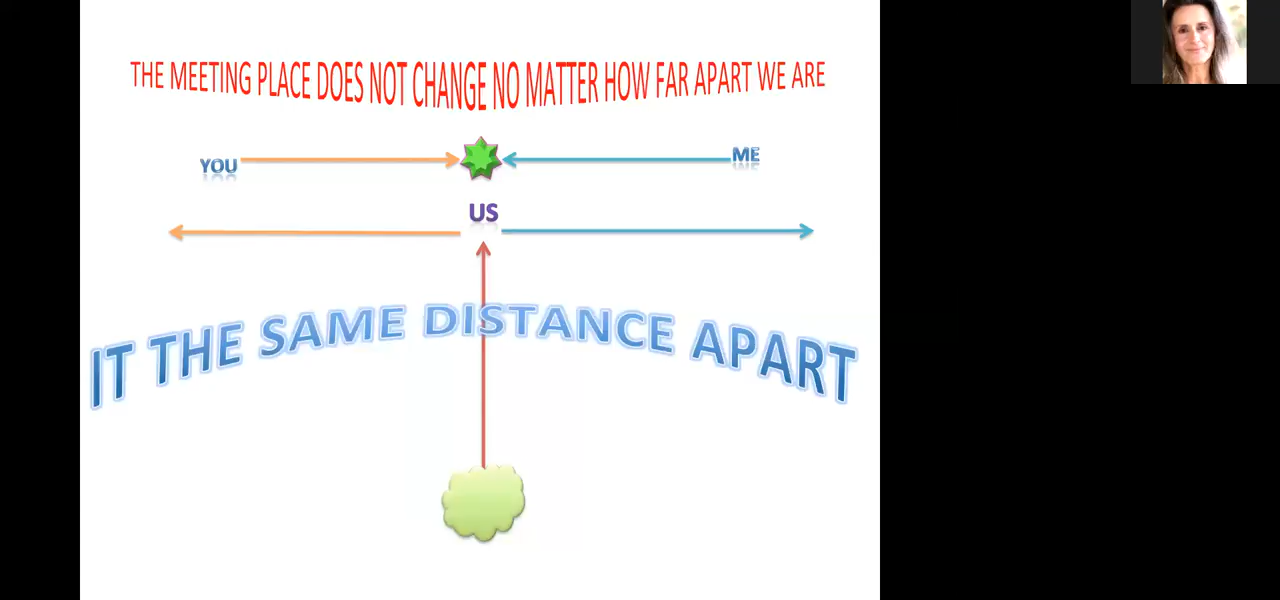 THE MEETING PLACE DOES NOT CHANGE NO MATTER HOW FAR APART WE ARE
YOU
ME
US
IT THE SAME DISTANCE APART